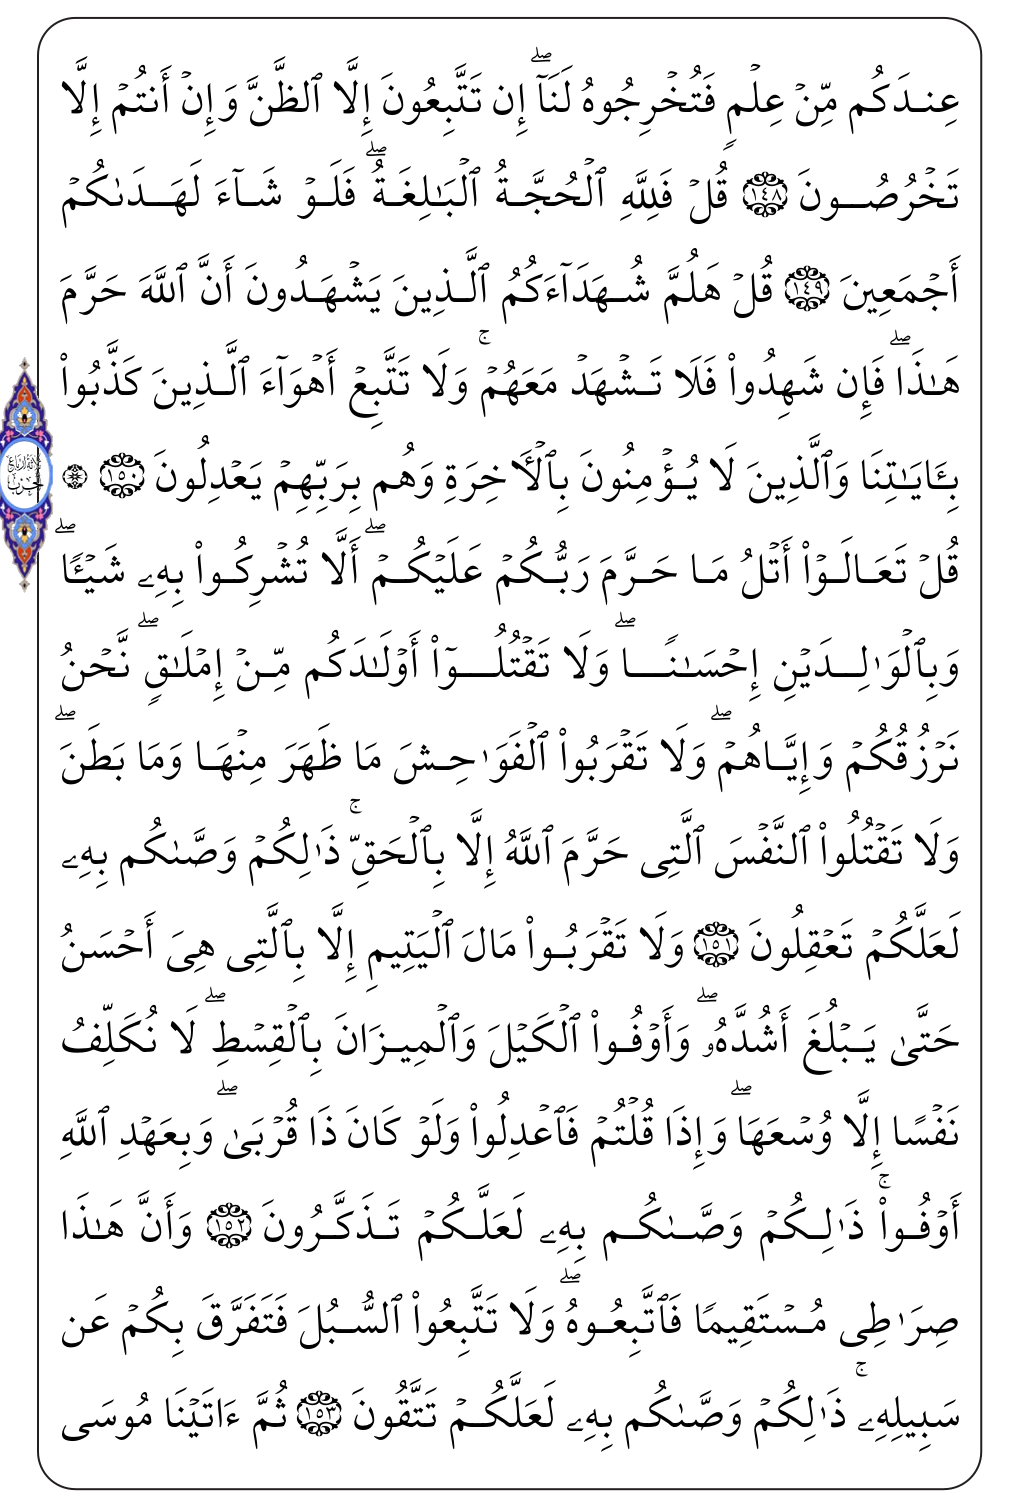 عِندَكُم مِّنۡ عِلۡمٖ فَتُخۡرِجُوهُ لَنَآۖ إِن تَتَّبِعُونَ إِلَّا ٱلظَّنَّ وَإِنۡ أَنتُمۡ إِلَّا
تَخۡرُصُونَ ١٤٨ قُلۡ فَلِلَّهِ ٱلۡحُجَّةُ ٱلۡبَٰلِغَةُۖ فَلَوۡ شَآءَ لَهَدَىٰكُمۡ
أَجۡمَعِينَ ١٤٩ قُلۡ هَلُمَّ شُهَدَآءَكُمُ ٱلَّذِينَ يَشۡهَدُونَ أَنَّ ٱللَّهَ حَرَّمَ
هَٰذَاۖ فَإِن شَهِدُواْ فَلَا تَشۡهَدۡ مَعَهُمۡۚ وَلَا تَتَّبِعۡ أَهۡوَآءَ ٱلَّذِينَ كَذَّبُواْ
بِـَٔايَٰتِنَا وَٱلَّذِينَ لَا يُؤۡمِنُونَ بِٱلۡأٓخِرَةِ وَهُم بِرَبِّهِمۡ يَعۡدِلُونَ ١٥٠ ۞
قُلۡ تَعَالَوۡاْ أَتۡلُ مَا حَرَّمَ رَبُّكُمۡ عَلَيۡكُمۡۖ أَلَّا تُشۡرِكُواْ بِهِۦ شَيۡـٔٗاۖ
وَبِٱلۡوَٰلِدَيۡنِ إِحۡسَٰنٗاۖ وَلَا تَقۡتُلُوٓاْ أَوۡلَٰدَكُم مِّنۡ إِمۡلَٰقٖۖ نَّحۡنُ
نَرۡزُقُكُمۡ وَإِيَّاهُمۡۖ وَلَا تَقۡرَبُواْ ٱلۡفَوَٰحِشَ مَا ظَهَرَ مِنۡهَا وَمَا بَطَنَۖ
وَلَا تَقۡتُلُواْ ٱلنَّفۡسَ ٱلَّتِي حَرَّمَ ٱللَّهُ إِلَّا بِٱلۡحَقِّۚ ذَٰلِكُمۡ وَصَّىٰكُم بِهِۦ
لَعَلَّكُمۡ تَعۡقِلُونَ ١٥١ وَلَا تَقۡرَبُواْ مَالَ ٱلۡيَتِيمِ إِلَّا بِٱلَّتِي هِيَ أَحۡسَنُ
حَتَّىٰ يَبۡلُغَ أَشُدَّهُۥۖ وَأَوۡفُواْ ٱلۡكَيۡلَ وَٱلۡمِيزَانَ بِٱلۡقِسۡطِۖ لَا نُكَلِّفُ
نَفۡسًا إِلَّا وُسۡعَهَاۖ وَإِذَا قُلۡتُمۡ فَٱعۡدِلُواْ وَلَوۡ كَانَ ذَا قُرۡبَىٰۖ وَبِعَهۡدِ ٱللَّهِ
أَوۡفُواْۚ ذَٰلِكُمۡ وَصَّىٰكُم بِهِۦ لَعَلَّكُمۡ تَذَكَّرُونَ ١٥٢ وَأَنَّ هَٰذَا
صِرَٰطِي مُسۡتَقِيمٗا فَٱتَّبِعُوهُۖ وَلَا تَتَّبِعُواْ ٱلسُّبُلَ فَتَفَرَّقَ بِكُمۡ عَن
سَبِيلِهِۦۚ ذَٰلِكُمۡ وَصَّىٰكُم بِهِۦ لَعَلَّكُمۡ تَتَّقُونَ ١٥٣ ثُمَّ ءَاتَيۡنَا مُوسَى